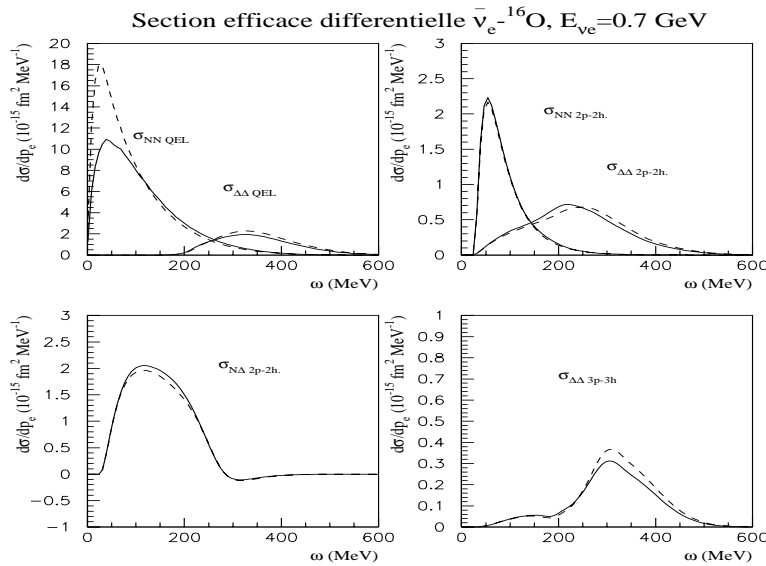 Section efficace differentielle ν̄e-¹⁶O, Eνe=0.7 GeV
dσ/dpe (10⁻¹⁵ fm² MeV⁻¹)
20
18
16
14
12
10
8
6
4
2
0
σNN QEL
σΔΔ QEL
0 200 400 600
ω (MeV)
dσ/dpe (10⁻¹⁵ fm² MeV⁻¹)
3
2.5
2
1.5
1
0.5
0
σNN 2p-2h.
σΔΔ 2p-2h.
0 200 400 600
ω (MeV)
dσ/dpe (10⁻¹⁵ fm² MeV⁻¹)
3
2
1
0
−0.5
−1
σNΔ 2p-2h.
0 200 400 600
ω (MeV)
dσ/dpe (10⁻¹⁵ fm² MeV⁻¹)
1
0.9
0.8
0.7
0.6
0.5
0.4
0.3
0.2
0.1
0
σΔΔ 3p-3h
0 200 400 600
ω (MeV)